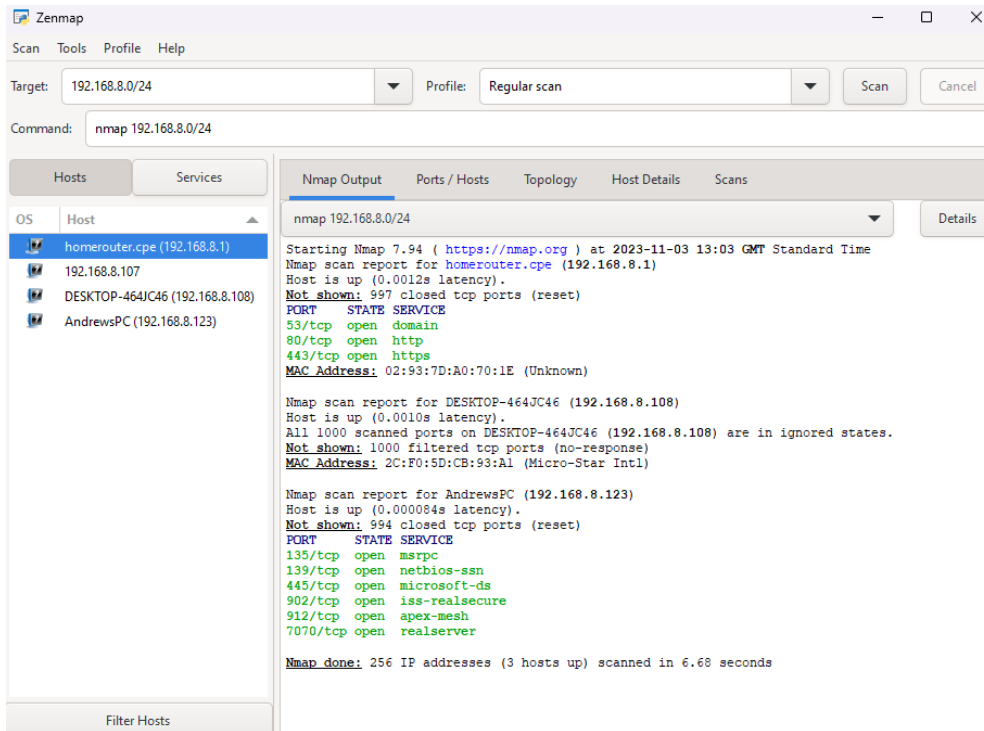 Zenmap
Scan Tools Profile Help
Target: 192.168.8.0/24 Profile: Regular scan Scan Cancel
Command: nmap 192.168.8.0/24
Hosts Services
OS Host
homerouter.cpe (192.168.8.1)
192.168.8.107
DESKTOP-464JC46 (192.168.8.108)
AndrewsPC (192.168.8.123)
Filter Hosts
Nmap Output Ports / Hosts Topology Host Details Scans
nmap 192.168.8.0/24 Details
Starting Nmap 7.94 ( https://nmap.org ) at 2023-11-03 13:03 GMT Standard Time
Nmap scan report for homerouter.cpe (192.168.8.1)
Host is up (0.0012s latency).
Not shown: 997 closed tcp ports (reset)
PORT STATE SERVICE
53/tcp open domain
80/tcp open http
443/tcp open https
MAC Address: 02:93:7D:A0:70:1E (Unknown)
Nmap scan report for DESKTOP-464JC46 (192.168.8.108)
Host is up (0.0010s latency).
All 1000 scanned ports on DESKTOP-464JC46 (192.168.8.108) are in ignored states.
Not shown: 1000 filtered tcp ports (no-response)
MAC Address: 2C:F0:5D:CB:93:A1 (Micro-Star Intl)
Nmap scan report for AndrewsPC (192.168.8.123)
Host is up (0.000084s latency).
Not shown: 994 closed tcp ports (reset)
PORT STATE SERVICE
135/tcp open msrpc
139/tcp open netbios-ssn
445/tcp open microsoft-ds
902/tcp open iss-realsecure
912/tcp open apex-mesh
7070/tcp open realserver
Nmap done: 256 IP addresses (3 hosts up) scanned in 6.68 seconds